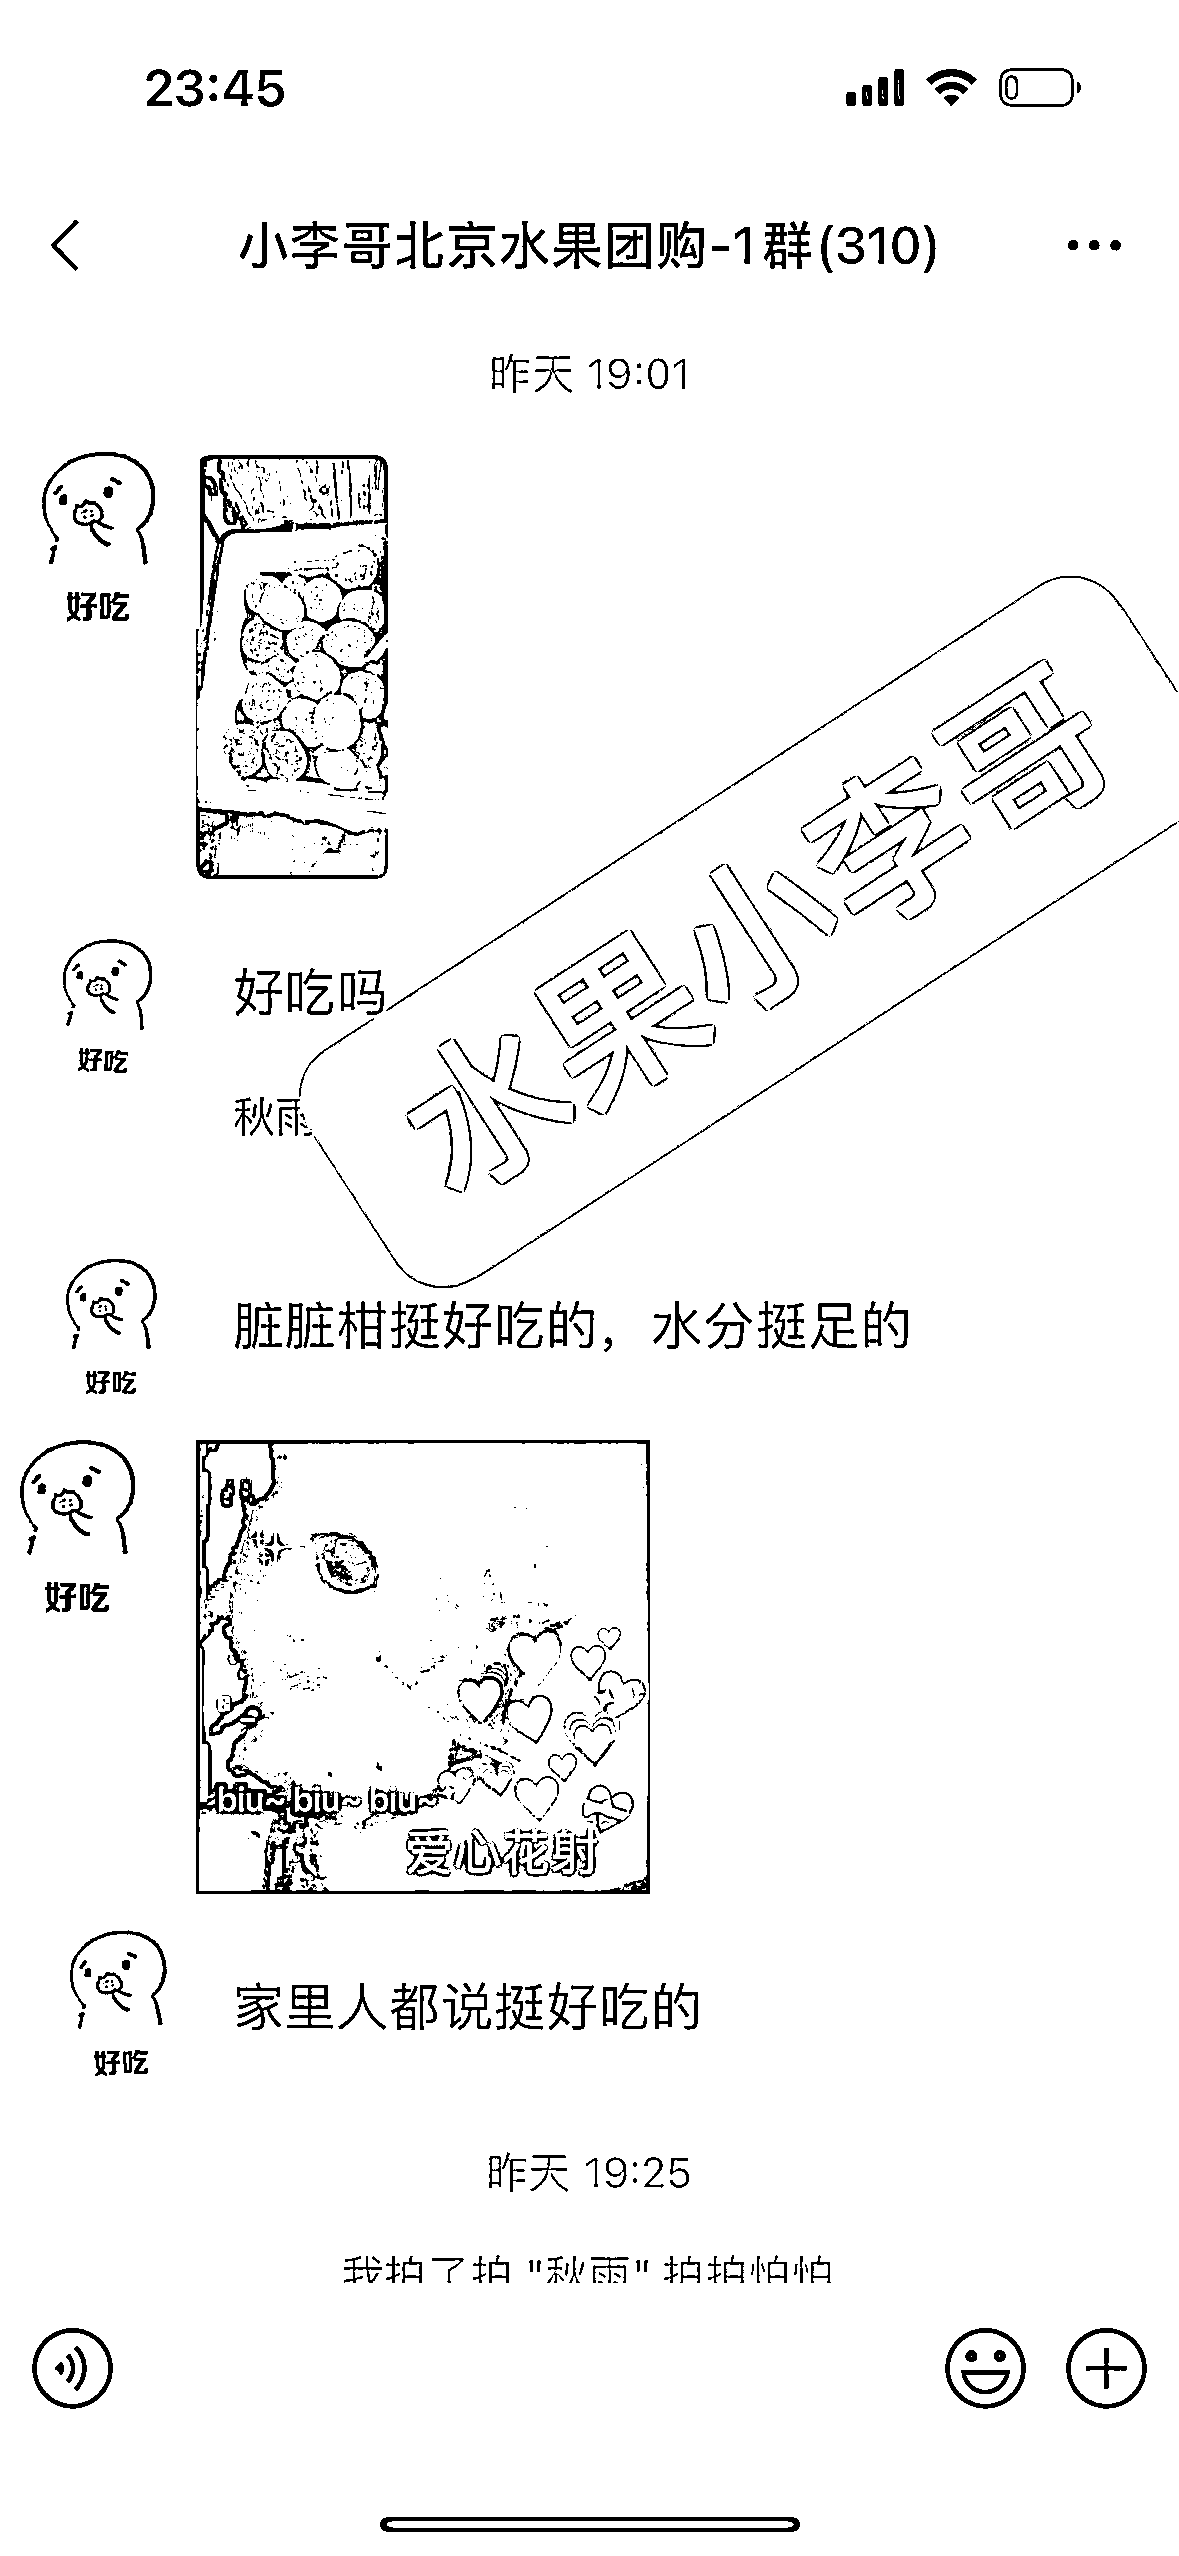 23:45
小李哥北京水果团购-1群(310)
昨天 19:01
好吃
好吃吗
好吃
秋雨
水果小李哥
脏脏柑挺好吃的，水分挺足的
好吃
好吃
biu~ biu~ biu~
爱心花射
家里人都说挺好吃的
好吃
昨天 19:25
我拍了拍 "秋雨" 拍拍怕怕